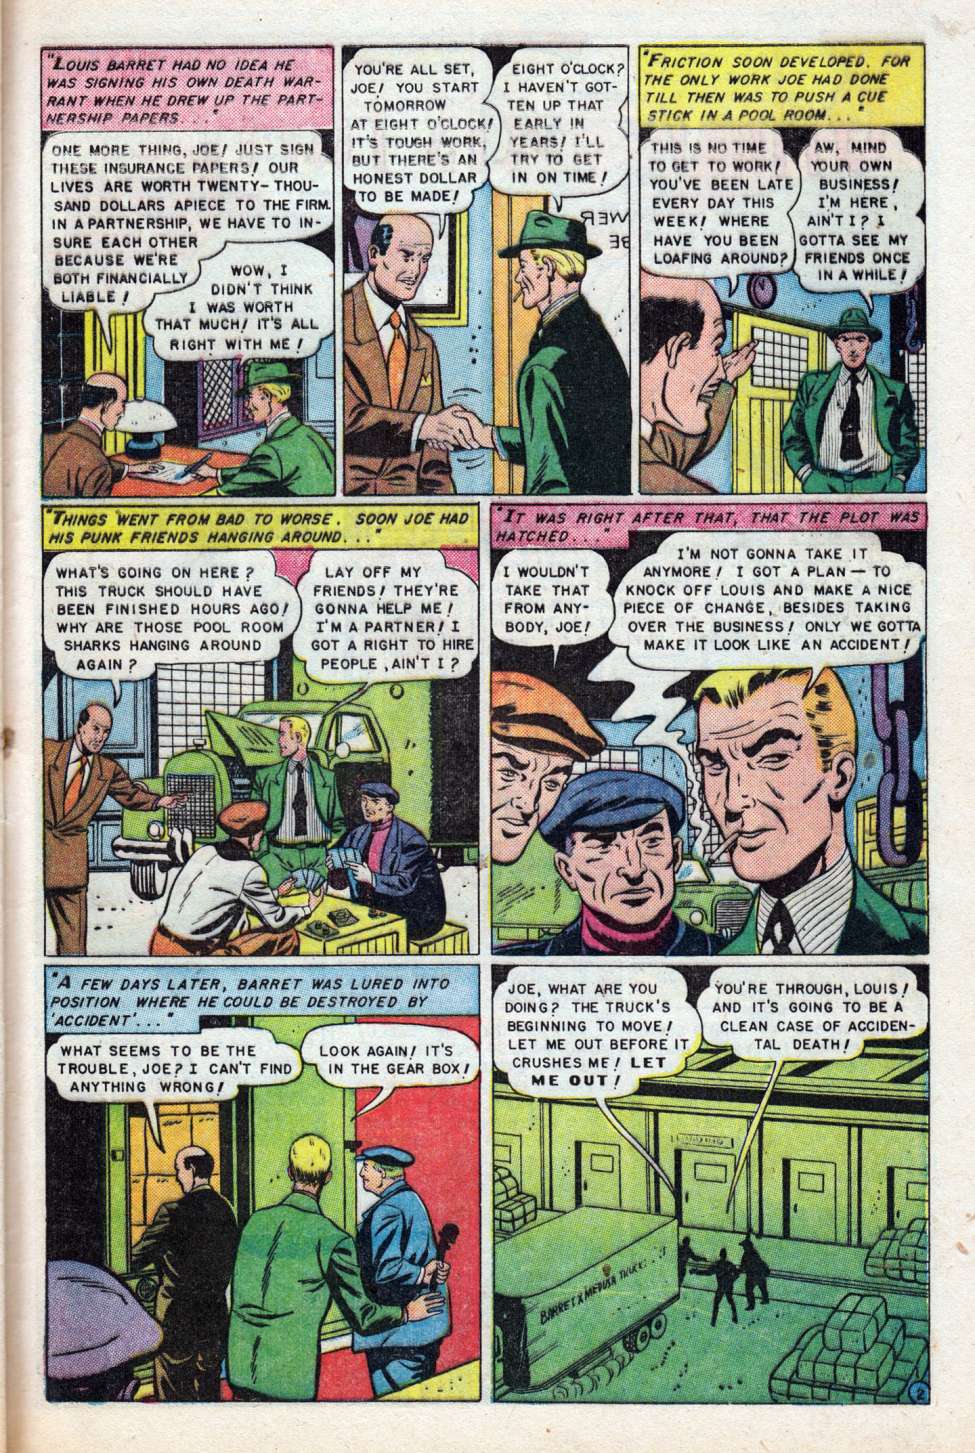 "LOUIS BARRET HAD NO IDEA HE
WAS SIGNING HIS OWN DEATH WAR-
RANT WHEN HE DREW UP THE PART-
NERSHIP PAPERS..."
ONE MORE THING, JOE! JUST SIGN
THESE INSURANCE PAPERS! OUR
LIVES ARE WORTH TWENTY-THOU-
SAND DOLLARS APIECE TO THE FIRM.
IN A PARTNERSHIP, WE HAVE TO IN-
SURE EACH OTHER
BECAUSE WE'RE
BOTH FINANCIALLY
LIABLE!
WOW, I
DIDN'T THINK
I WAS WORTH
THAT MUCH! IT'S ALL
RIGHT WITH ME!
YOU'RE ALL SET,
JOE! YOU START
TOMORROW
AT EIGHT O'CLOCK!
IT'S TOUGH WORK,
BUT THERE'S AN
HONEST DOLLAR
TO BE MADE!
EIGHT O'CLOCK?
I HAVEN'T GOT-
TEN UP THAT
EARLY IN
YEARS! I'LL
TRY TO GET
IN ON TIME!
"FRICTION SOON DEVELOPED, FOR
THE ONLY WORK JOE HAD DONE
TILL THEN WAS TO PUSH A CUE
STICK IN A POOL ROOM..."
THIS IS NO TIME
TO GET TO WORK!
YOU'VE BEEN LATE
EVERY DAY THIS
WEEK! WHERE
HAVE YOU BEEN
LOAFING AROUND?
AW, MIND
YOUR OWN
BUSINESS!
I'M HERE,
AIN'T I? I
GOTTA SEE MY
FRIENDS ONCE
IN A WHILE!
"THINGS WENT FROM BAD TO WORSE. SOON JOE HAD
HIS PUNK FRIENDS HANGING AROUND..."
WHAT'S GOING ON HERE?
THIS TRUCK SHOULD HAVE
BEEN FINISHED HOURS AGO!
WHY ARE THOSE POOL ROOM
SHARKS HANGING AROUND
AGAIN?
LAY OFF MY
FRIENDS! THEY'RE
GONNA HELP ME!
I'M A PARTNER! I
GOT A RIGHT TO HIRE
PEOPLE, AIN'T I?
"IT WAS RIGHT AFTER THAT, THAT THE PLOT WAS
HATCHED..."
I WOULDN'T
TAKE THAT
FROM ANY-
BODY, JOE!
I'M NOT GONNA TAKE IT
ANYMORE! I GOT A PLAN — TO
KNOCK OFF LOUIS AND MAKE A NICE
PIECE OF CHANGE, BESIDES TAKING
OVER THE BUSINESS! ONLY WE GOTTA
MAKE IT LOOK LIKE AN ACCIDENT!
"A FEW DAYS LATER, BARRET WAS LURED INTO
POSITION WHERE HE COULD BE DESTROYED BY
'ACCIDENT'..."
WHAT SEEMS TO BE THE
TROUBLE, JOE? I CAN'T FIND
ANYTHING WRONG!
LOOK AGAIN! IT'S
IN THE GEAR BOX!
JOE, WHAT ARE YOU
DOING? THE TRUCK'S
BEGINNING TO MOVE!
LET ME OUT BEFORE IT
CRUSHES ME! LET
ME OUT!
YOU'RE THROUGH, LOUIS!
AND IT'S GOING TO BE A
CLEAN CASE OF ACCIDEN-
TAL DEATH!
2